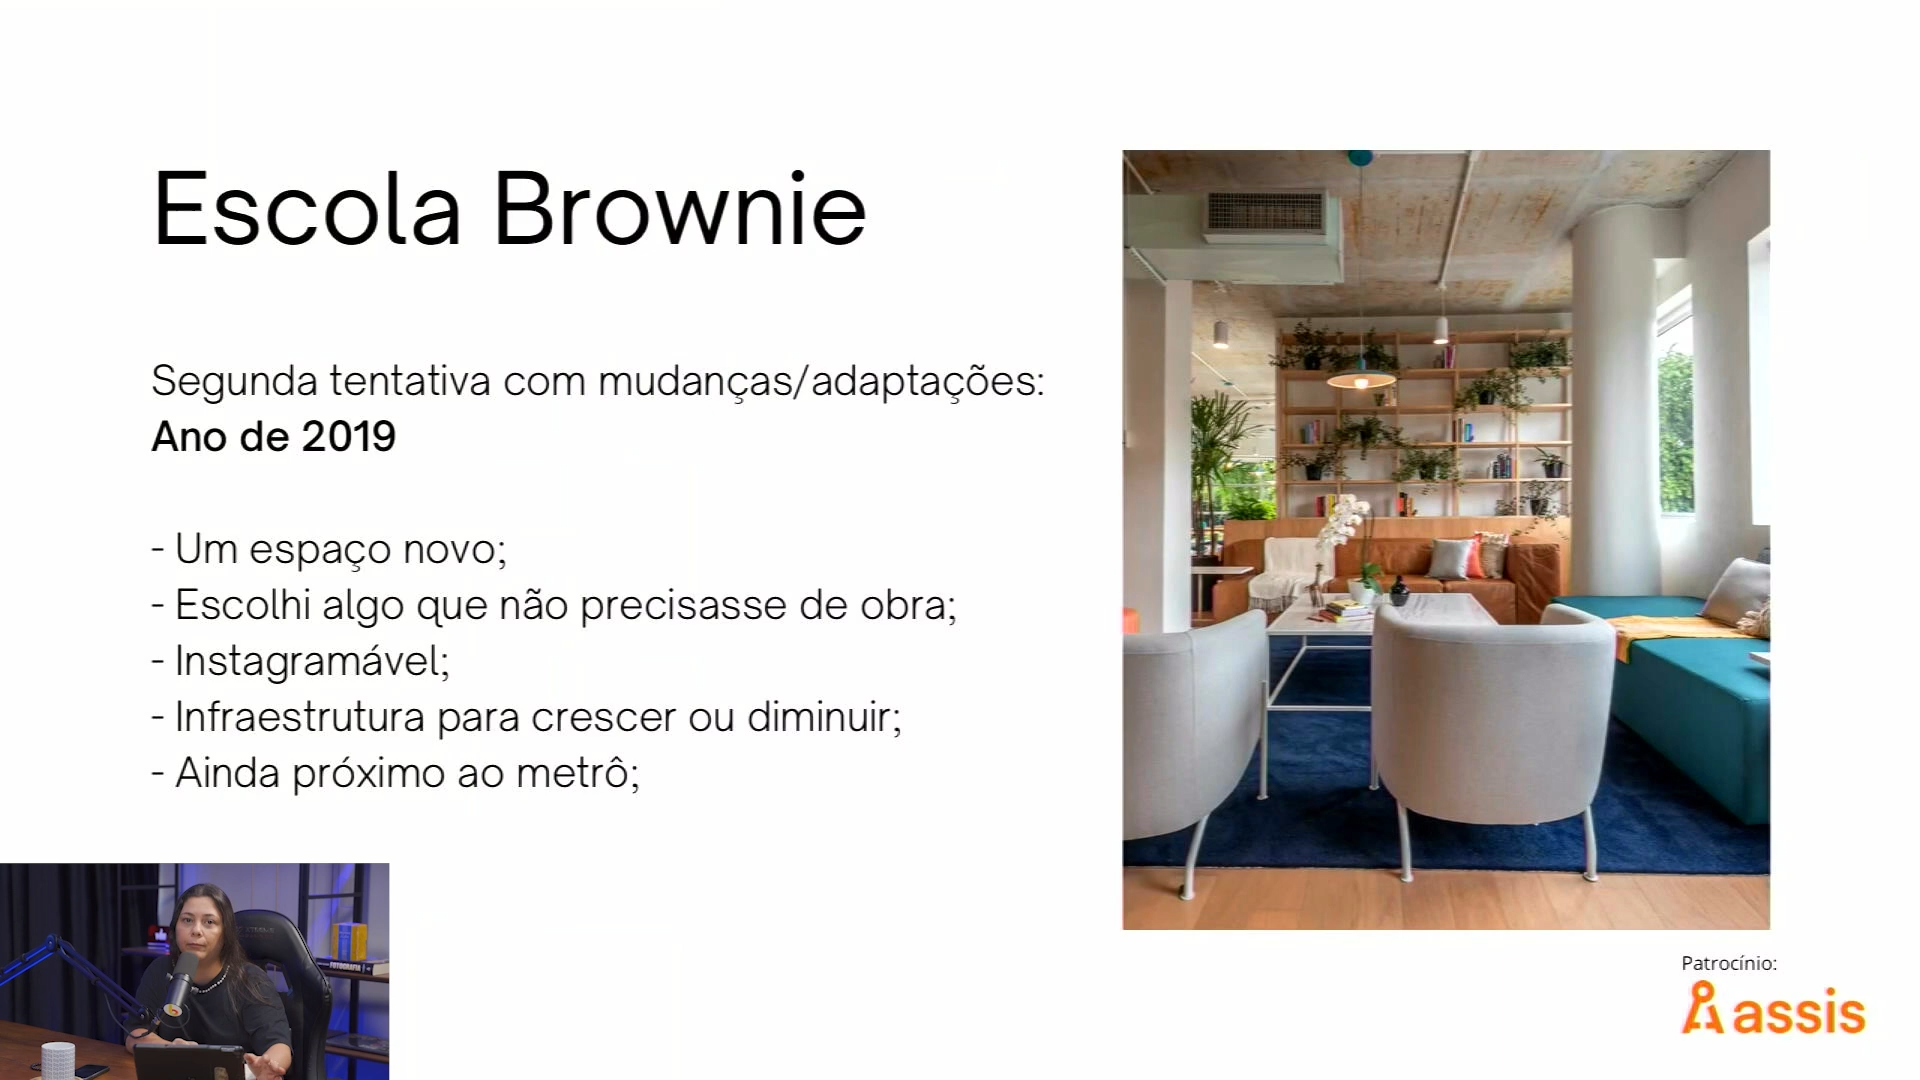 Escola Brownie
Segunda tentativa com mudanças/adaptações:
Ano de 2019
- Um espaço novo;
- Escolhi algo que não precisasse de obra;
- Instagramável;
- Infraestrutura para crescer ou diminuir;
- Ainda próximo ao metrô;
FOTOGRAFIA
Patrocínio:
assis